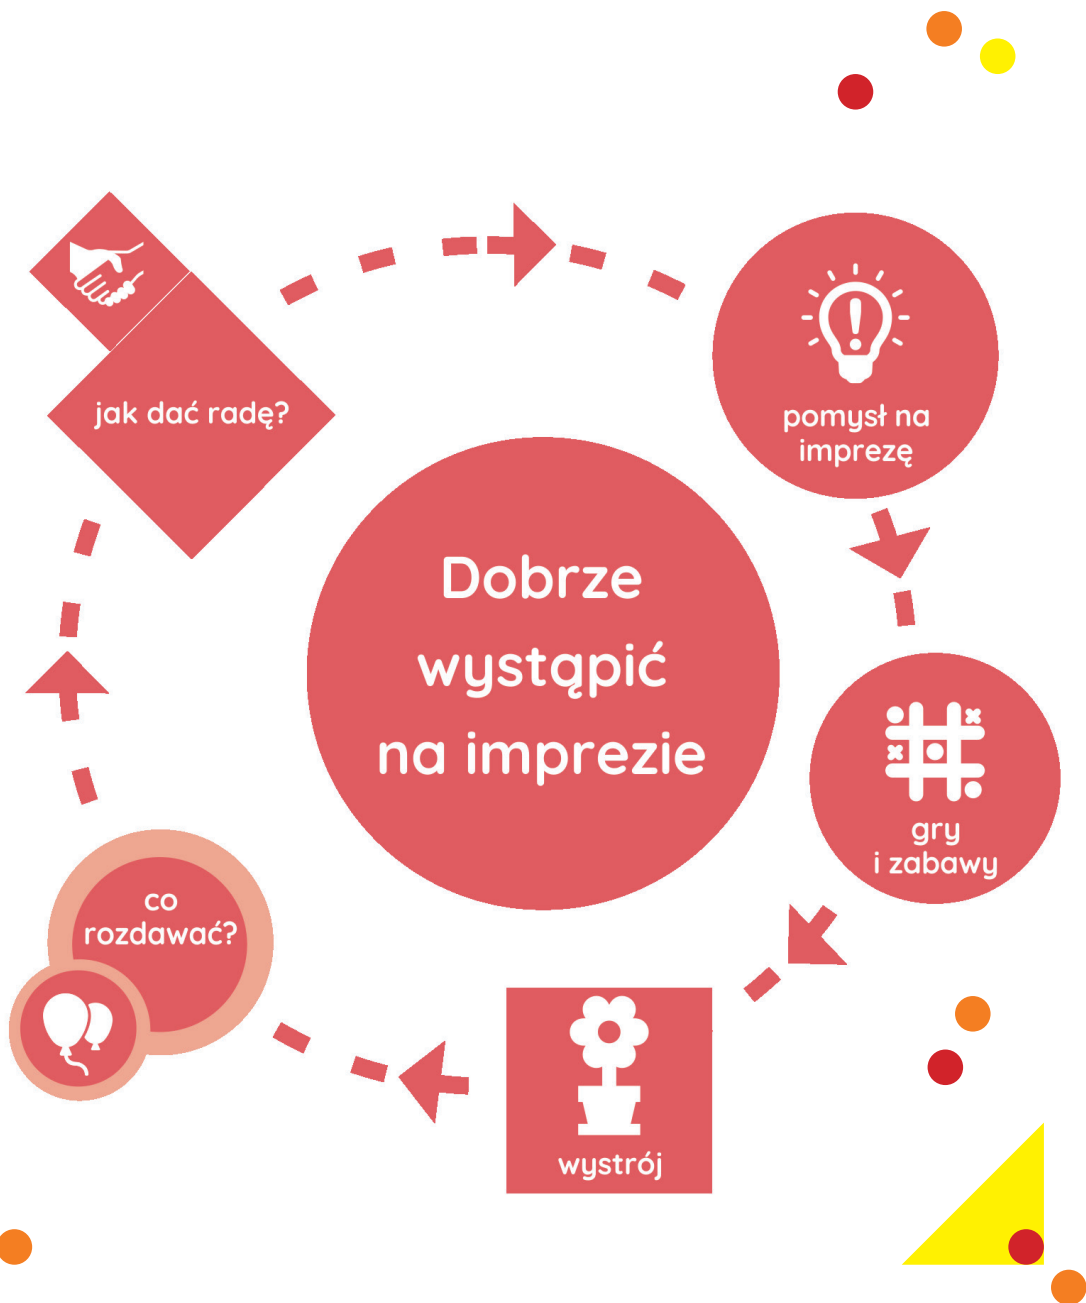 Dobrze
wystąpić
na imprezie
pomysł na
imprezę
gry
i zabawy
wystrój
co
rozdawać?
jak dać radę?